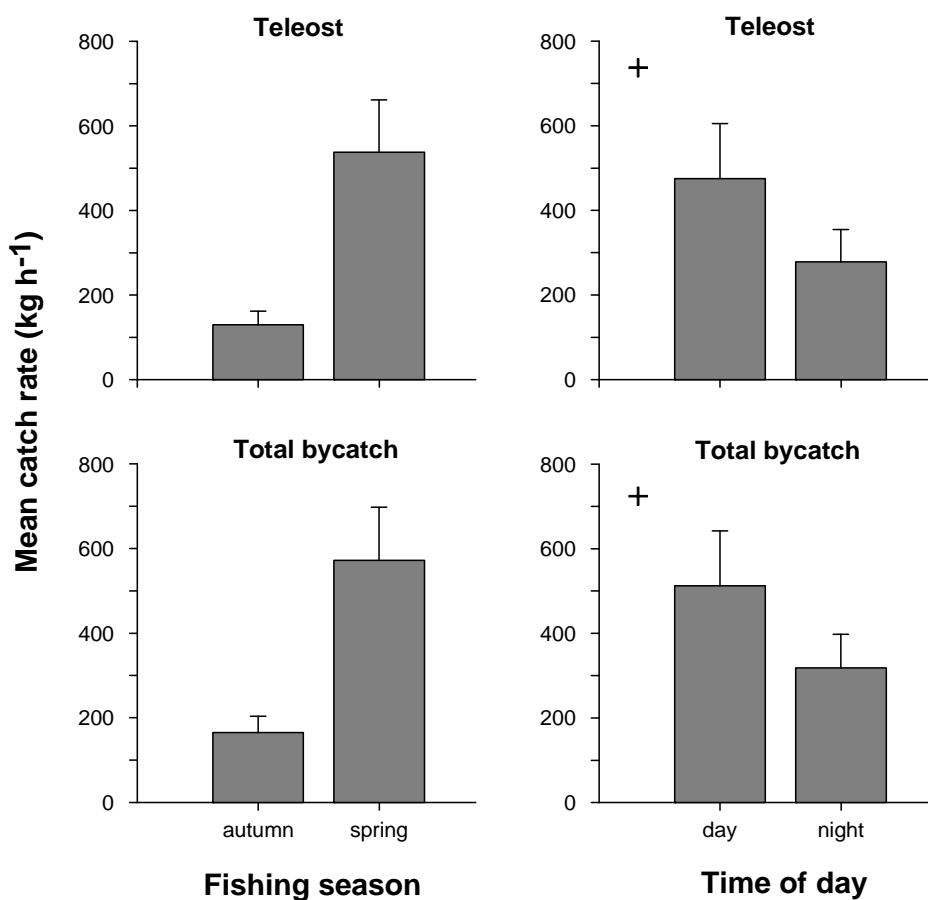 Mean catch rate (kg h-1)
Teleost
800
600
400
200
0
Teleost
+
800
600
400
200
0
Total bycatch
800
600
400
200
0
autumn spring
Fishing season
Total bycatch
+
800
600
400
200
0
day night
Time of day